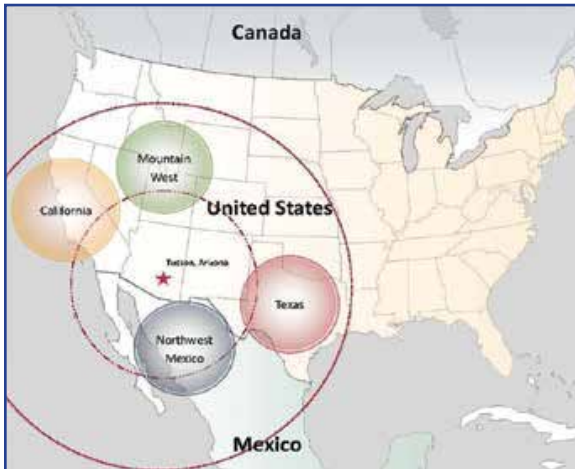 Canada
Mountain
West
California
United States
Tucson, Arizona
Texas
Northwest
Mexico
Mexico